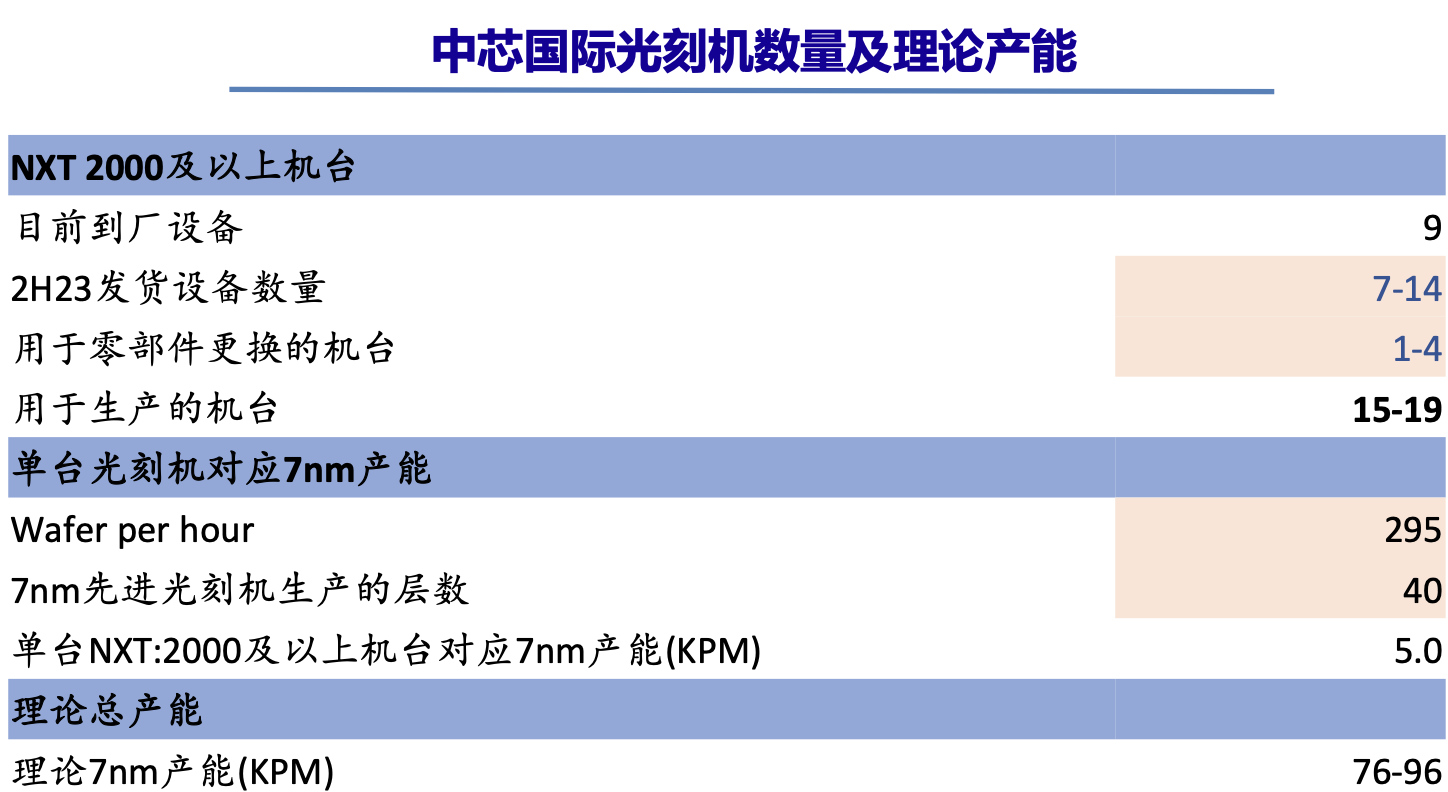 中芯国际光刻机数量及理论产能
NXT 2000及以上机台
目前到厂设备 9
2H23发货设备数量 7-14
用于零部件更换的机台 1-4
用于生产的机台 15-19
单台光刻机对应7nm产能
Wafer per hour 295
7nm先进光刻机生产的层数 40
单台NXT:2000及以上机台对应7nm产能(KPM) 5.0
理论总产能
理论7nm产能(KPM) 76-96